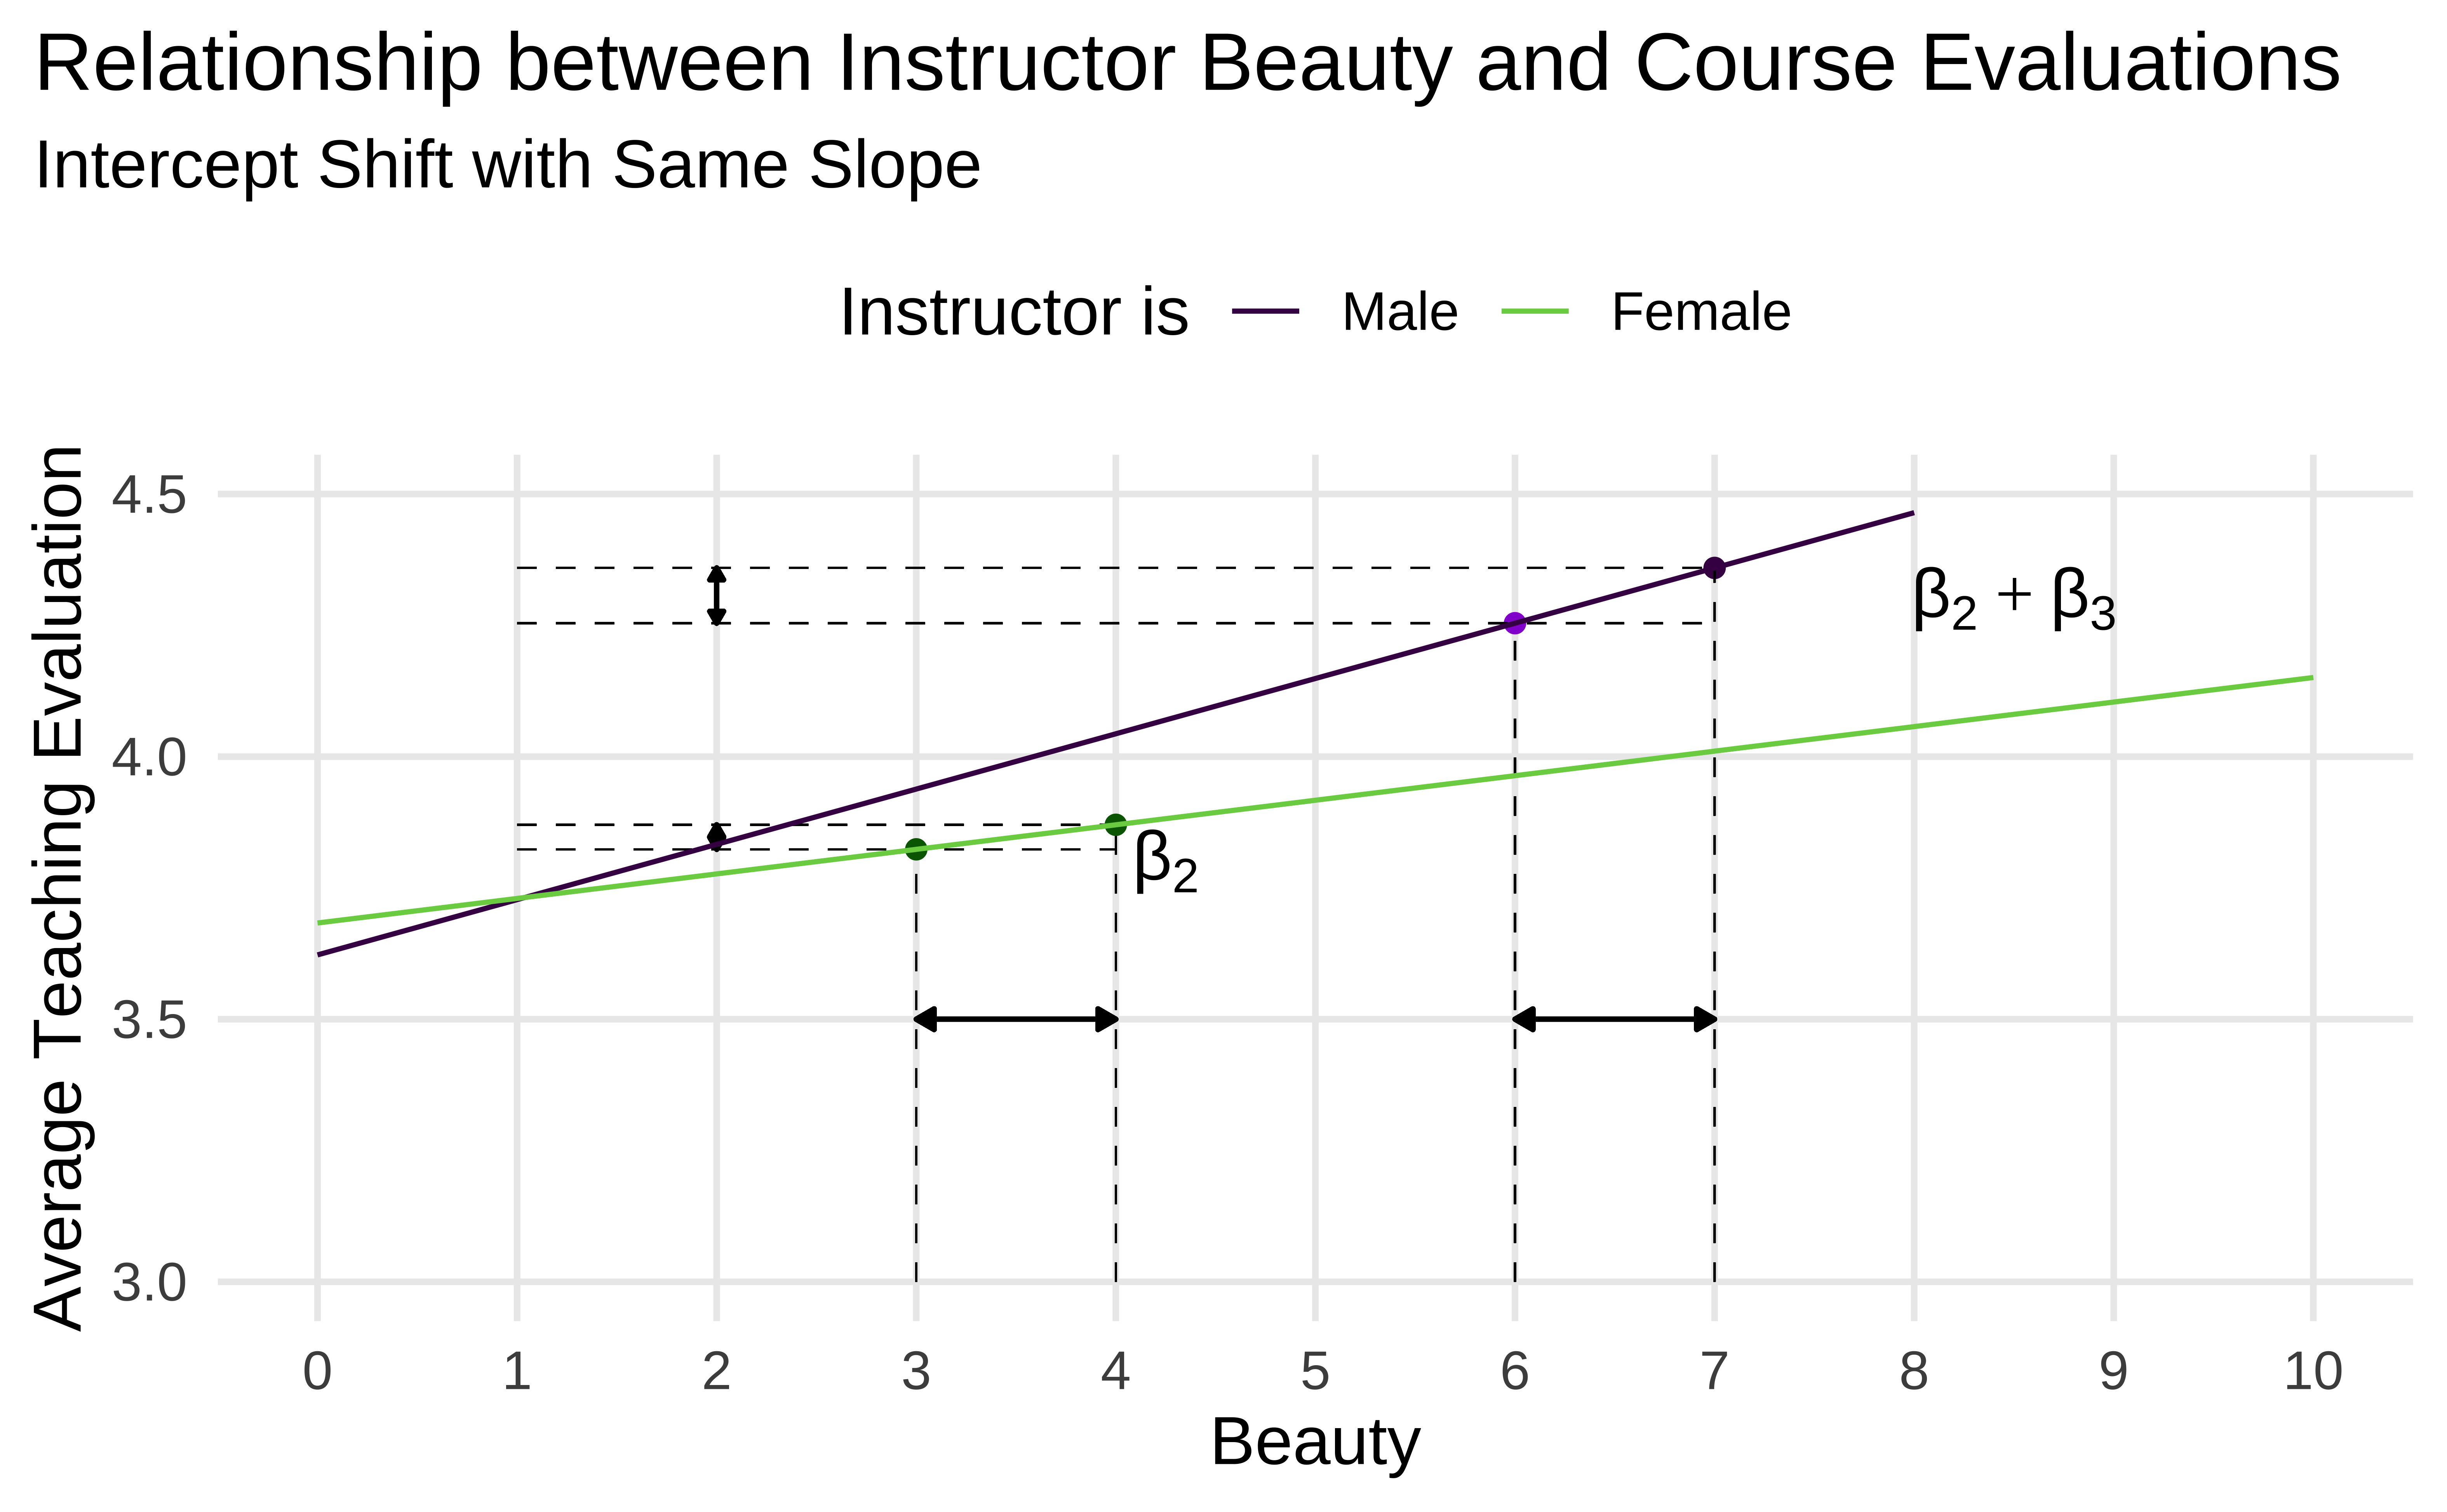 Relationship between Instructor Beauty and Course Evaluations
Intercept Shift with Same Slope
Instructor is Male Female
Average Teaching Evaluation
4.5
4.0
3.5
3.0
β₂ + β₃
β₂
0 1 2 3 4 5 6 7 8 9 10
Beauty